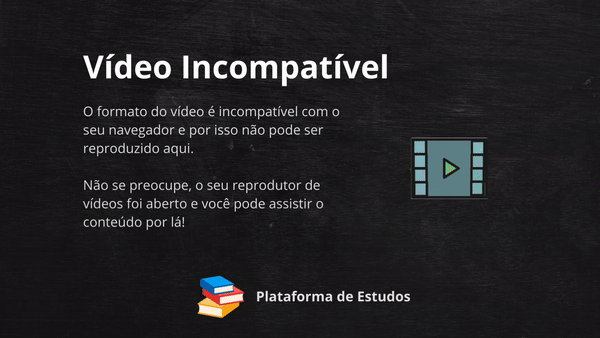 Vídeo Incompatível
O formato do vídeo é incompatível com o
seu navegador e por isso não pode ser
reproduzido aqui.
Não se preocupe, o seu reprodutor de
vídeos foi aberto e você pode assistir o
conteúdo por lá!
Plataforma de Estudos